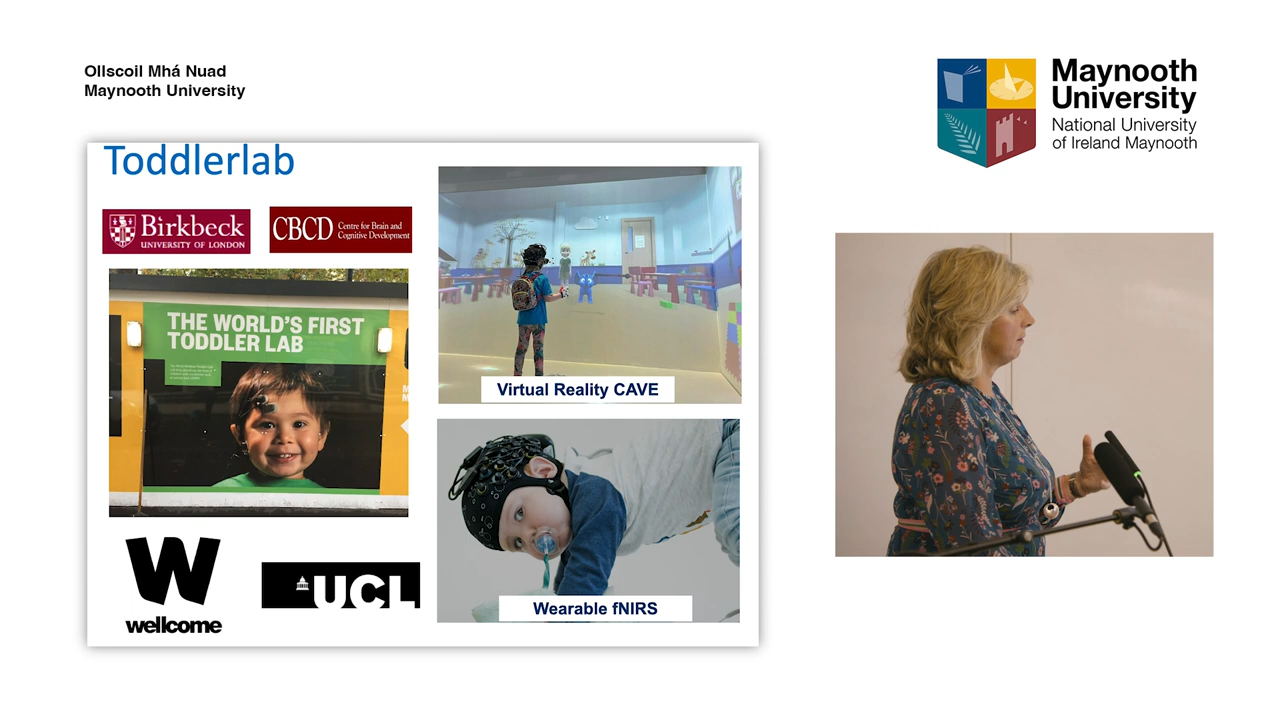 Ollscoil Mhá Nuad
Maynooth University
Maynooth
University
National University
of Ireland Maynooth
Toddlerlab
Birkbeck
UNIVERSITY OF LONDON
CBCD
Centre for Brain and
Cognitive Development
THE WORLD'S FIRST
TODDLER LAB
Virtual Reality CAVE
Wearable fNIRS
W
wellcome
UCL